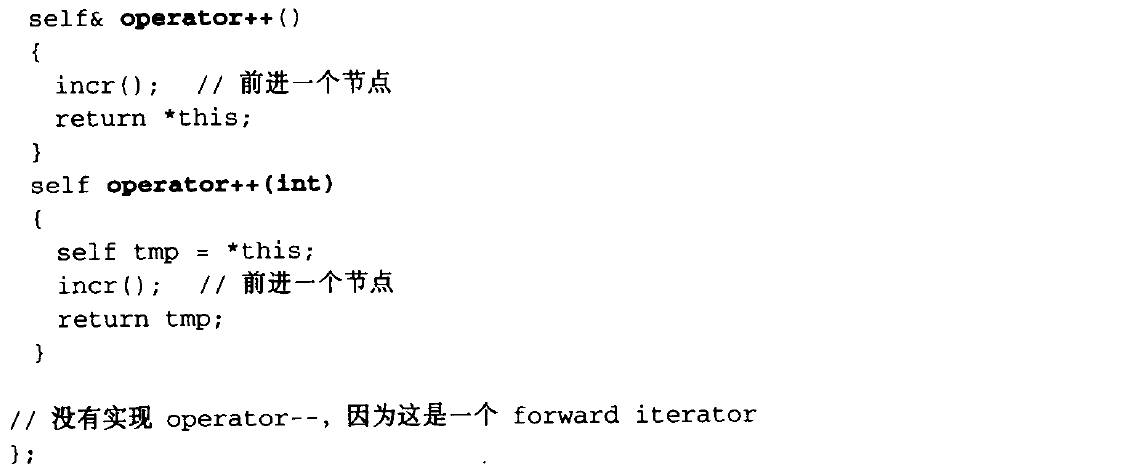 self& operator++()
{
incr();  // 前进一个节点
return *this;
}
self operator++(int)
{
self tmp = *this;
incr();  // 前进一个节点
return tmp;
}
// 没有实现 operator--, 因为这是一个 forward iterator
};